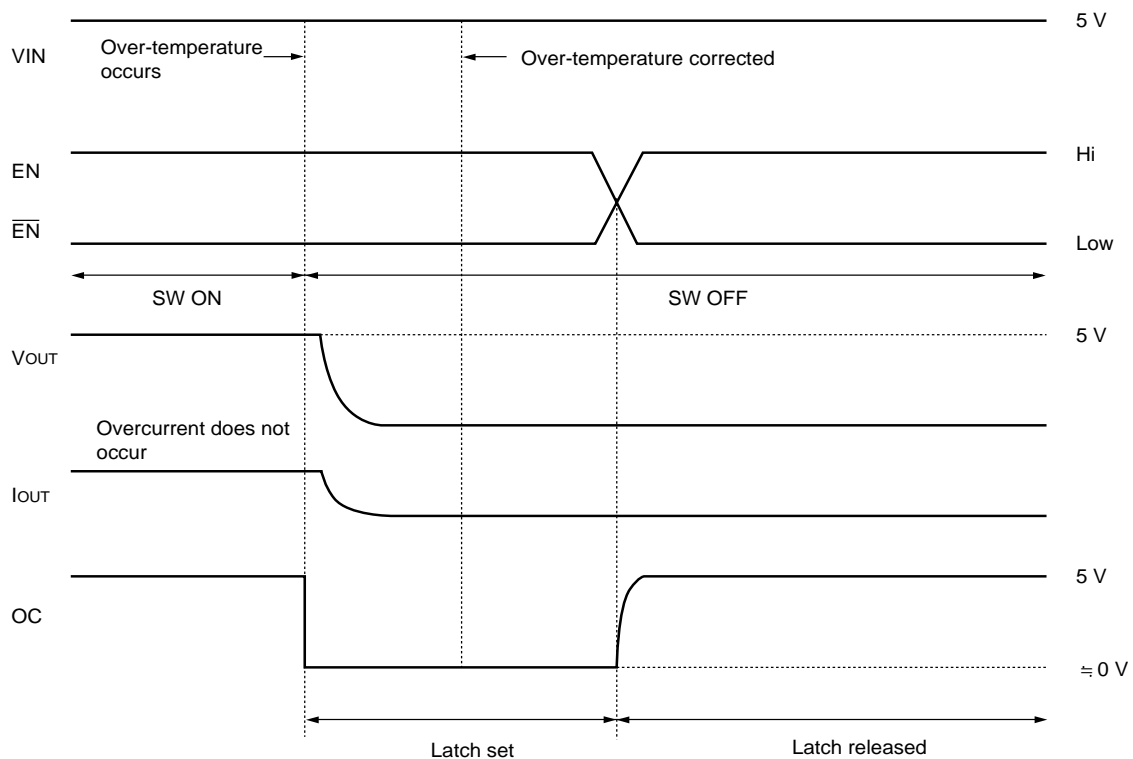 5 V
VIN
Over-temperature
occurs
Over-temperature corrected
EN
Hi
EN
Low
SW ON
SW OFF
VOUT
5 V
Overcurrent does not
occur
IOUT
OC
5 V
≒ 0 V
Latch set
Latch released